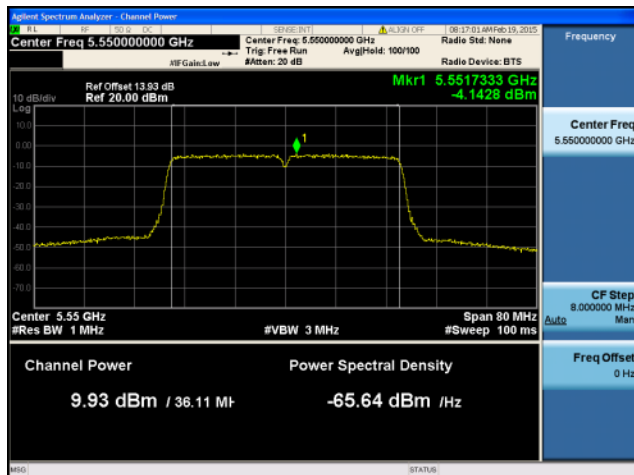 Agilent Spectrum Analyzer - Channel Power
RL RF 50 Ω DC SENSE:INT ALIGN OFF 08:17:01 AM Feb 19, 2015
Center Freq 5.550000000 GHz
Center Freq: 5.550000000 GHz
Radio Std: None
Trig: Free Run Avg|Hold: 100/100
#IFGain:Low #Atten: 20 dB Radio Device: BTS
Ref Offset 13.93 dB
Mkr1 5.5517333 GHz
10 dB/div Ref 20.00 dBm -4.1428 dBm
Log
10.0
0.00
1
-10.0
-20.0
-30.0
-40.0
-50.0
-60.0
-70.0
Center 5.55 GHz Span 80 MHz
#Res BW 1 MHz #VBW 3 MHz #Sweep 100 ms
Channel Power Power Spectral Density
9.93 dBm / 36.11 MH -65.64 dBm /Hz
MSG STATUS
Frequency
Center Freq
5.550000000 GHz
CF Step
8.000000 MHz
Auto Man
Freq Offset
0 Hz